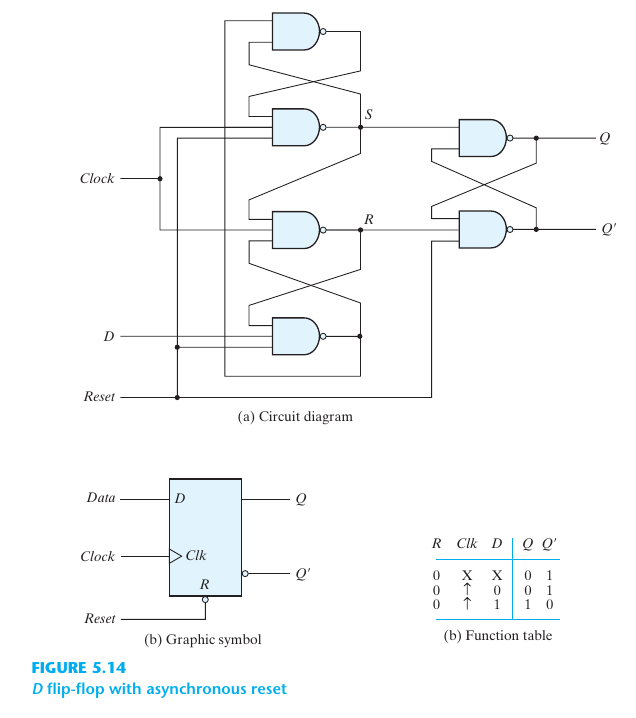 S
Q
Clock
R
Q′
D
Reset
(a) Circuit diagram
Data
D
Q
Clock
Clk
Q′
R
Reset
(b) Graphic symbol
R Clk D Q Q′
0 X X 0 1
0 ↑ 0 0 1
0 ↑ 1 1 0
(b) Function table
FIGURE 5.14
D flip-flop with asynchronous reset